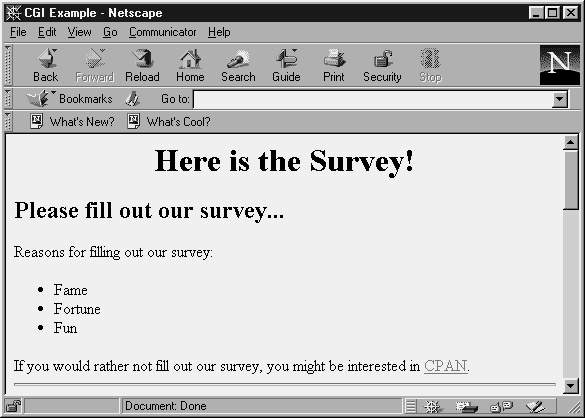 CGI Example - Netscape
File Edit View Go Communicator Help
Back Forward Reload Home Search Guide Print Security Stop
N
Bookmarks Go to:
What's New? What's Cool?
Here is the Survey!
Please fill out our survey...
Reasons for filling out our survey:
• Fame
• Fortune
• Fun
If you would rather not fill out our survey, you might be interested in CPAN.
Document: Done